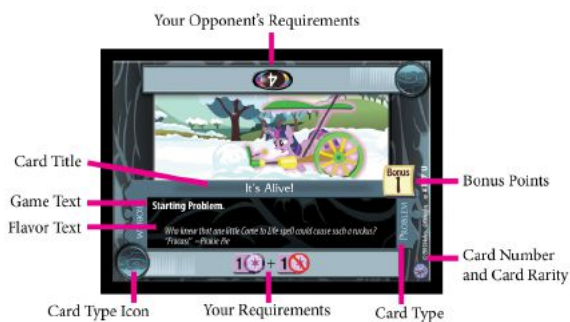 Your Opponent's Requirements
4
Card Title
It's Alive!
Bonus
1
Bonus Points
Game Text
Starting Problem.
Flavor Text
Who knew that one little Come to Life spell could cause such a ruckus?
"Fracas!" –Pinkie Pie
PROBLEM
PROBLEM
Card Number
and Card Rarity
1 + 1
Card Type Icon
Your Requirements
Card Type